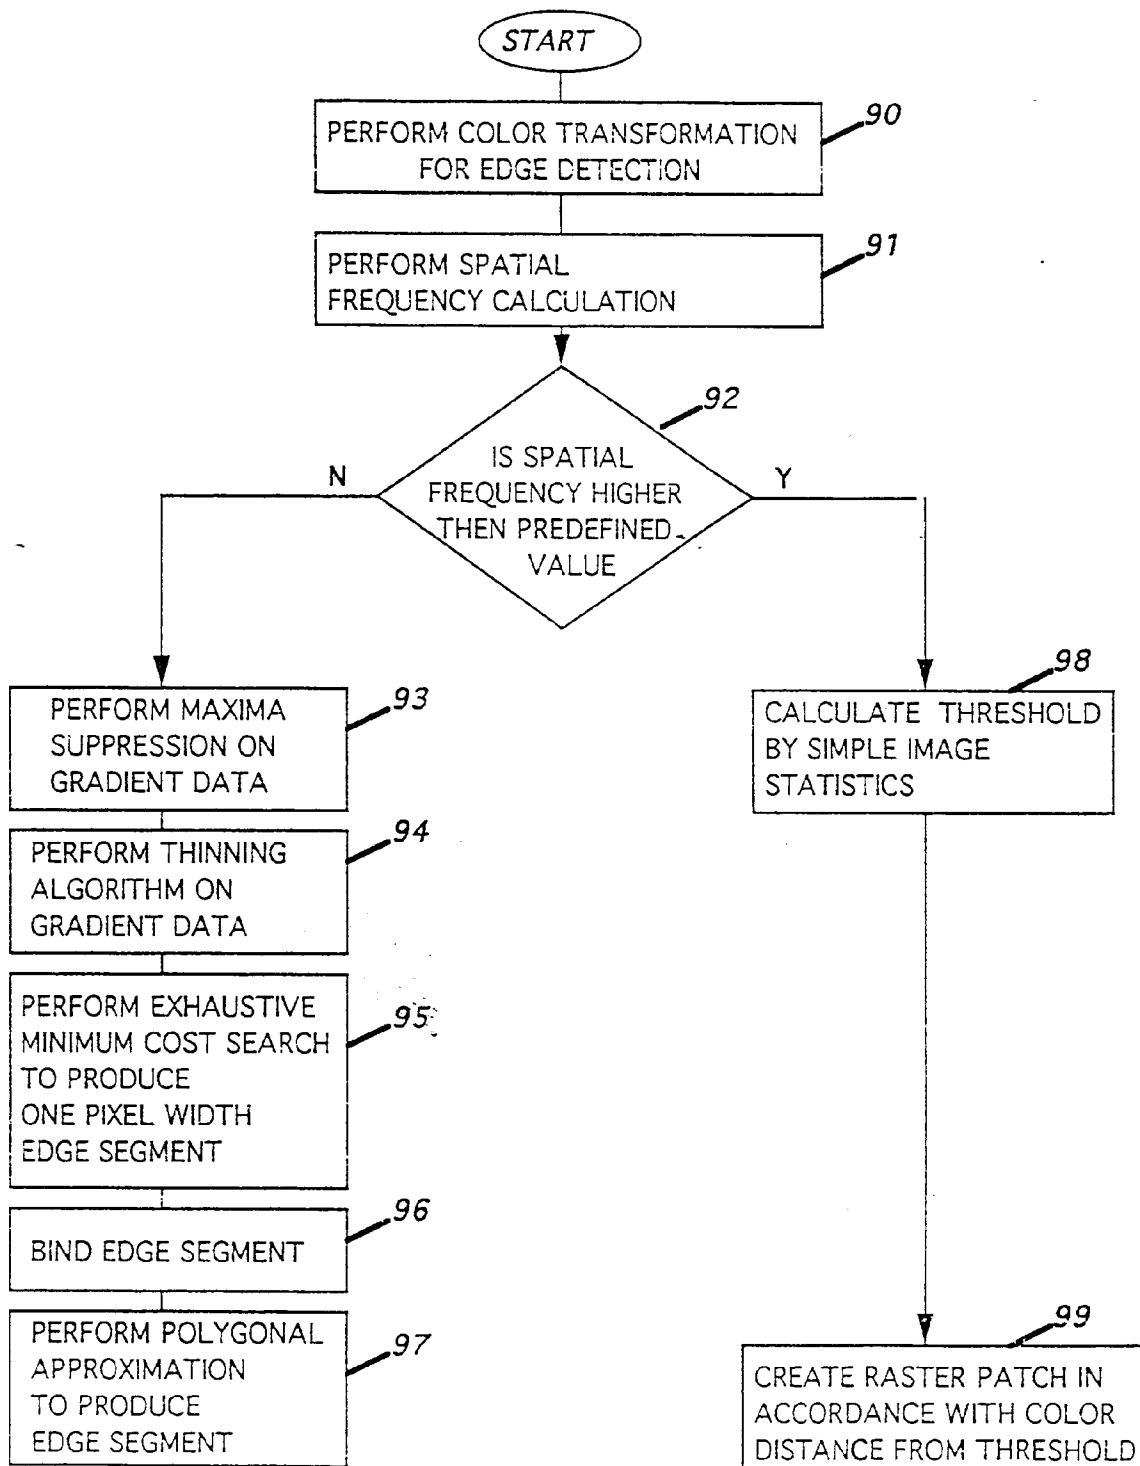 START
PERFORM COLOR TRANSFORMATION
FOR EDGE DETECTION
90
PERFORM SPATIAL
FREQUENCY CALCULATION
91
IS SPATIAL
FREQUENCY HIGHER
THEN PREDEFINED
VALUE
92
N
Y
PERFORM MAXIMA
SUPPRESSION ON
GRADIENT DATA
93
PERFORM THINNING
ALGORITHM ON
GRADIENT DATA
94
PERFORM EXHAUSTIVE
MINIMUM COST SEARCH
TO PRODUCE
ONE PIXEL WIDTH
EDGE SEGMENT
95
BIND EDGE SEGMENT
96
PERFORM POLYGONAL
APPROXIMATION
TO PRODUCE
EDGE SEGMENT
97
CALCULATE THRESHOLD
BY SIMPLE IMAGE
STATISTICS
98
CREATE RASTER PATCH IN
ACCORDANCE WITH COLOR
DISTANCE FROM THRESHOLD
99